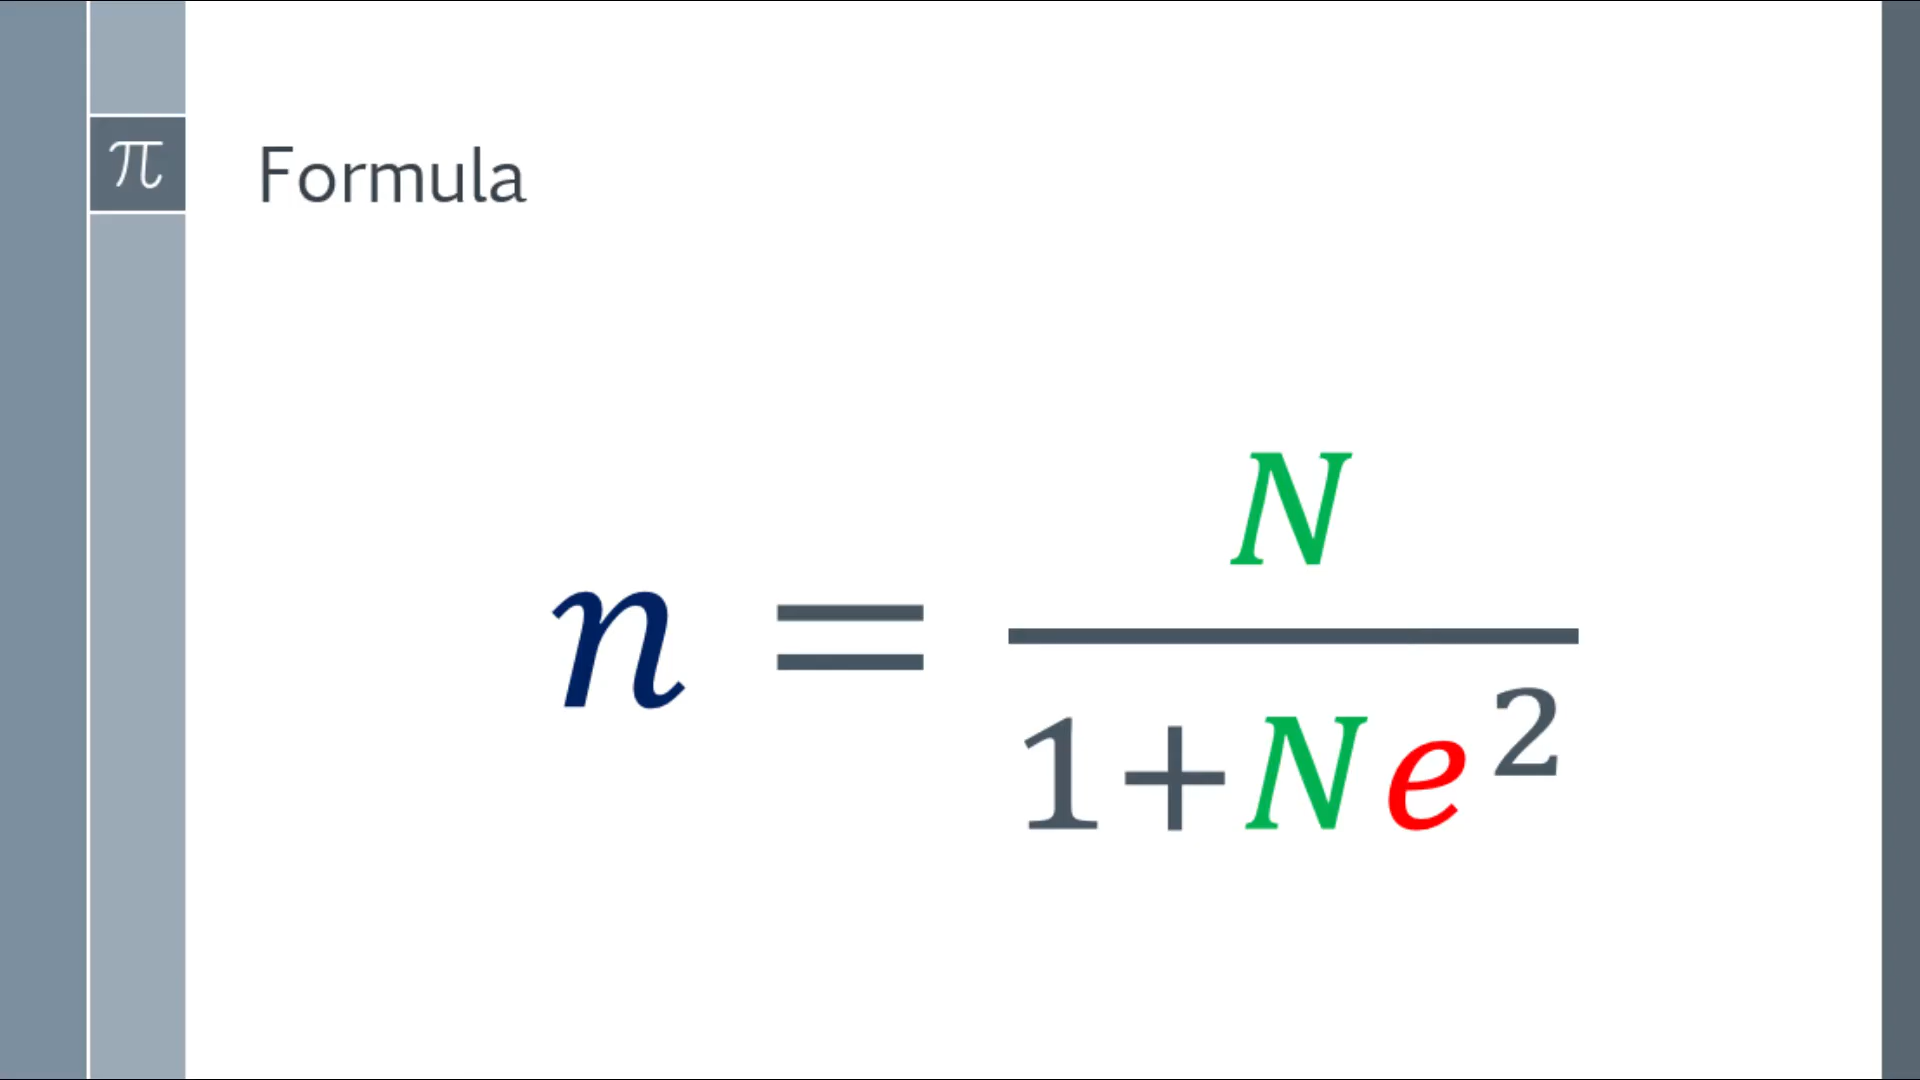 π
Formula
n = N / 1+Ne²